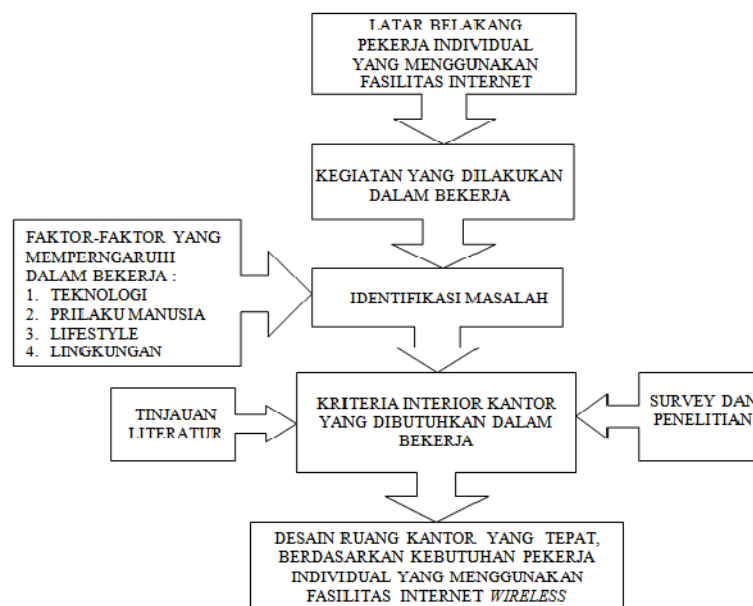 LATAR BELAKANG
PEKERJA INDIVIDUAL
YANG MENGGUNAKAN
FASILITAS INTERNET
KEGIATAN YANG DILAKUKAN
DALAM BEKERJA
FAKTOR-FAKTOR YANG
MEMPERNGARUHI
DALAM BEKERJA :
1. TEKNOLOGI
2. PRILAKU MANUSIA
3. LIFESTYLE
4. LINGKUNGAN
IDENTIFIKASI MASALAH
TINJAUAN
LITERATUR
KRITERIA INTERIOR KANTOR
YANG DIBUTUHKAN DALAM
BEKERJA
SURVEY DAN
PENELITIAN
DESAIN RUANG KANTOR YANG TEPAT,
BERDASARKAN KEBUTUHAN PEKERJA
INDIVIDUAL YANG MENGGUNAKAN
FASILITAS INTERNET WIRELESS